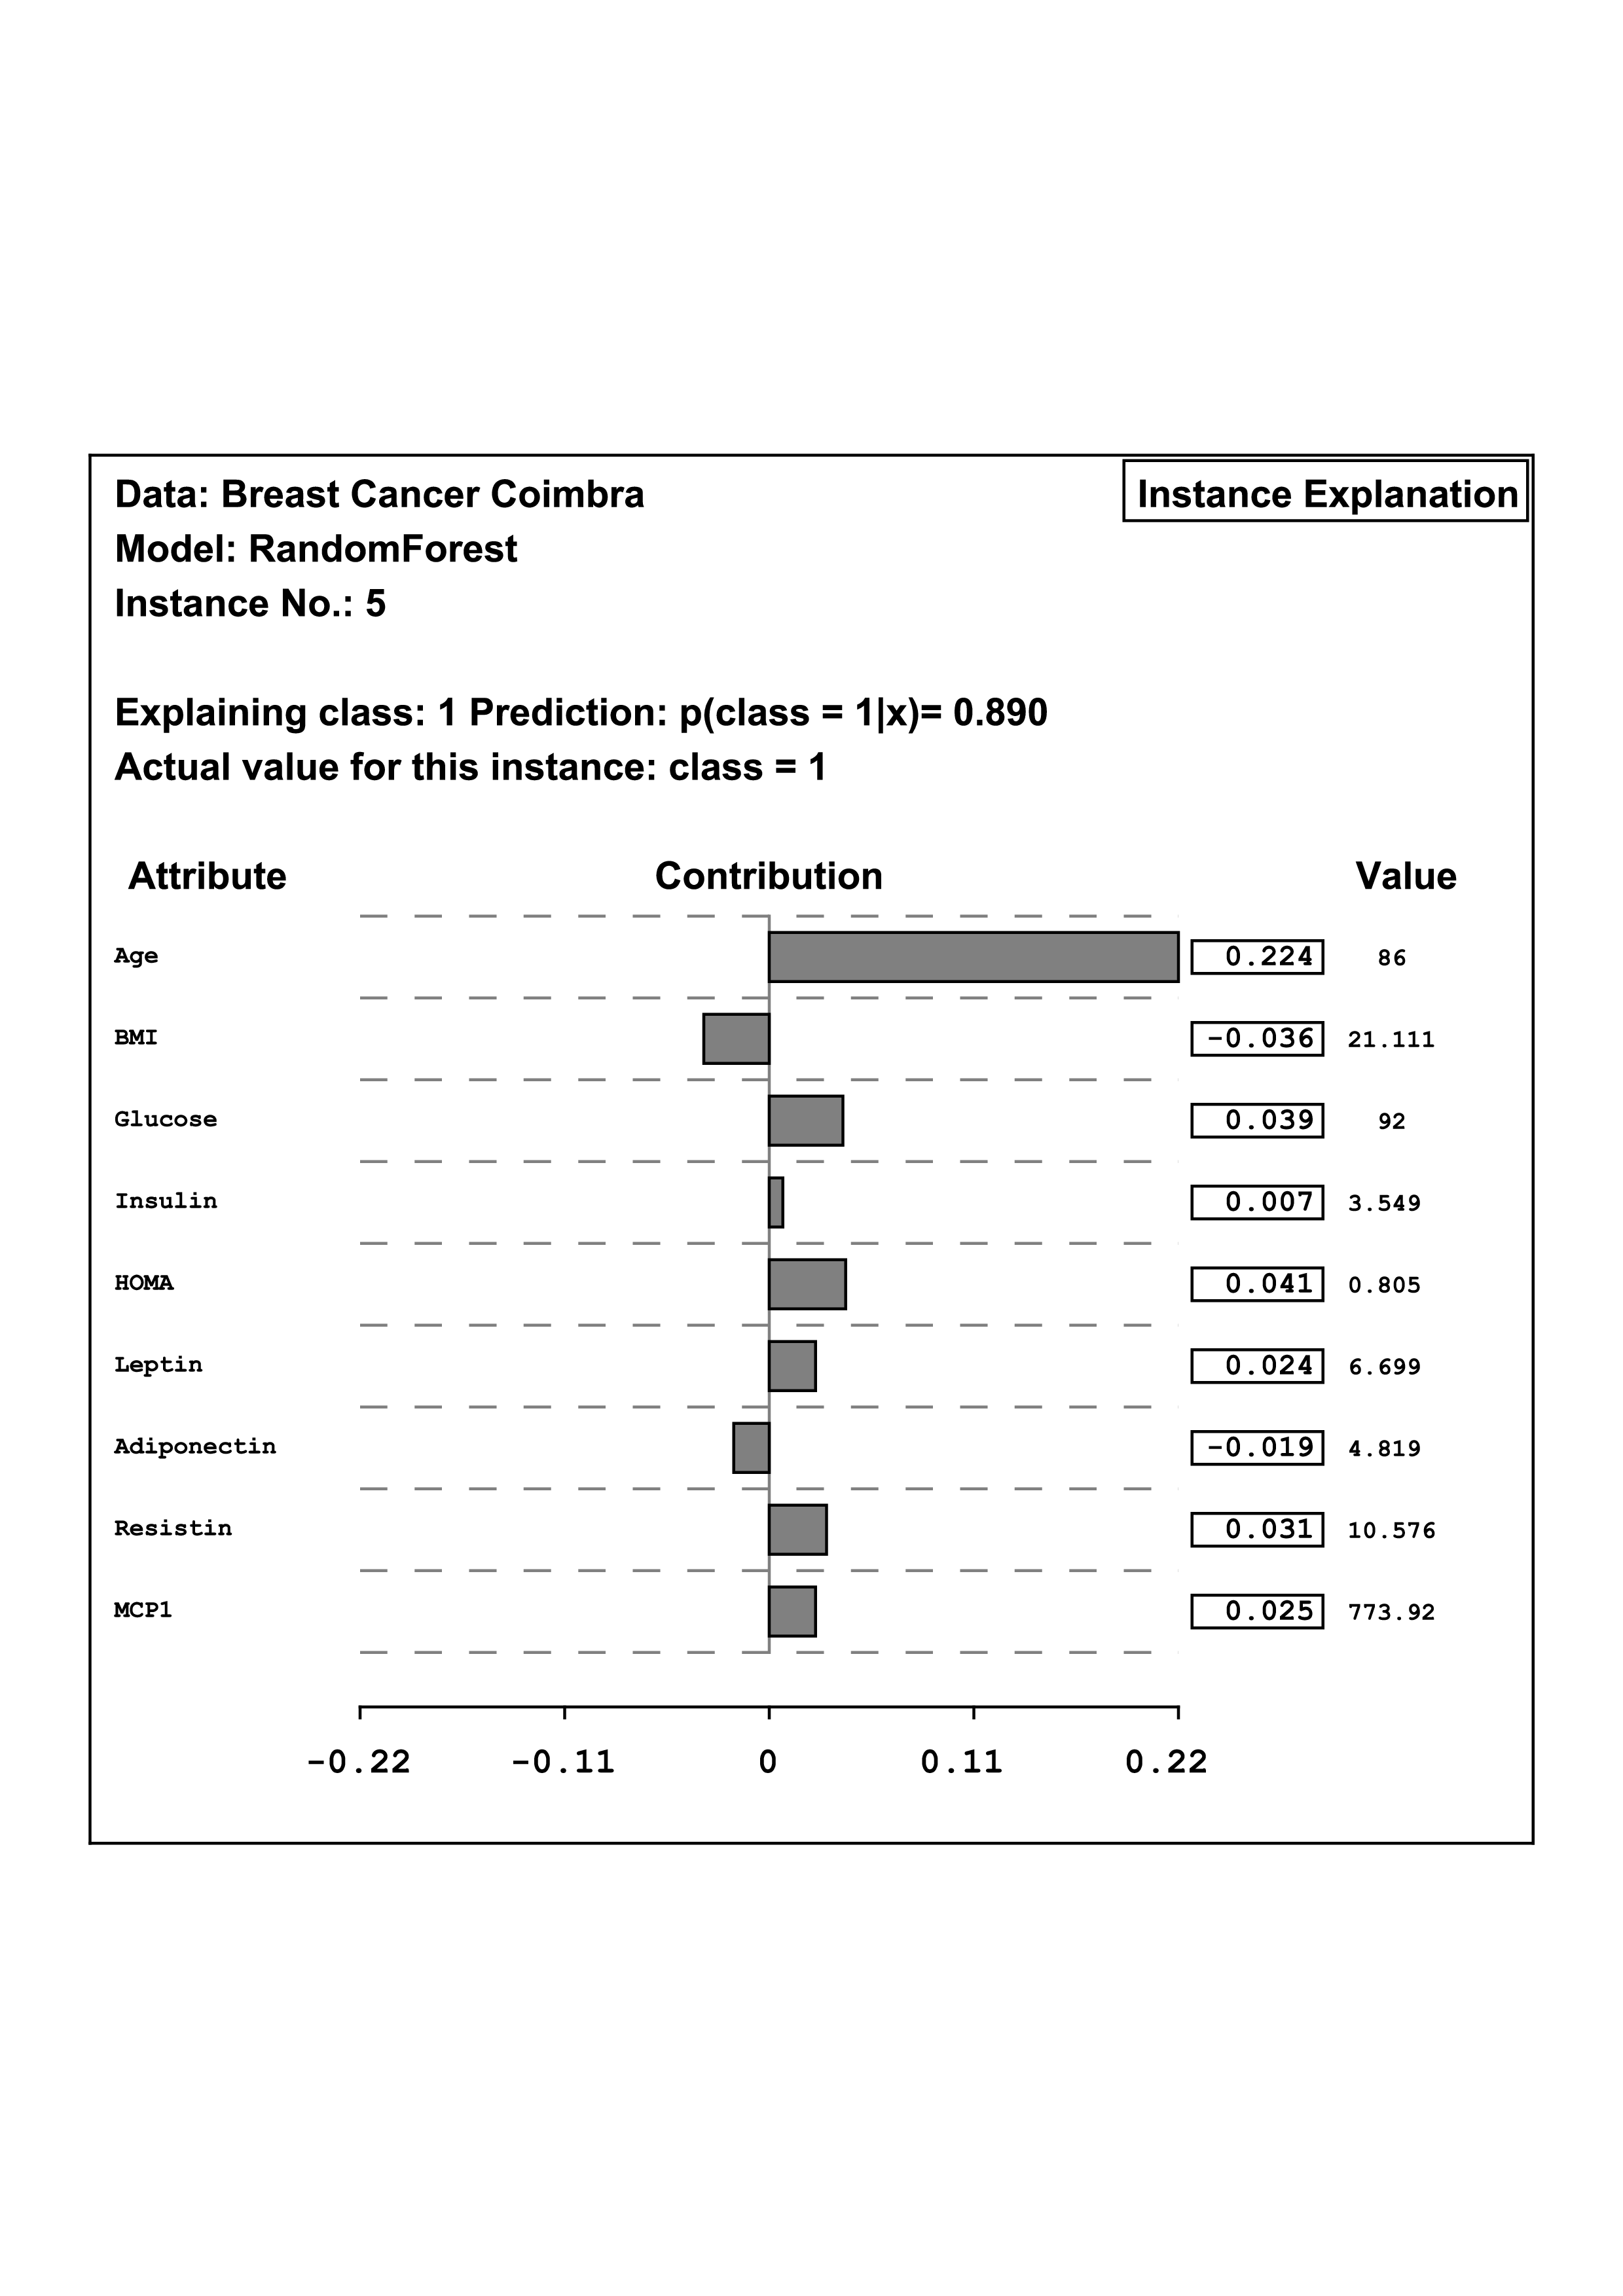 Data: Breast Cancer Coimbra
Instance Explanation
Model: RandomForest
Instance No.: 5
Explaining class: 1 Prediction: p(class = 1|x)= 0.890
Actual value for this instance: class = 1
Attribute Contribution Value
Age 0.224 86
BMI -0.036 21.111
Glucose 0.039 92
Insulin 0.007 3.549
HOMA 0.041 0.805
Leptin 0.024 6.699
Adiponectin -0.019 4.819
Resistin 0.031 10.576
MCP1 0.025 773.92
-0.22 -0.11 0 0.11 0.22